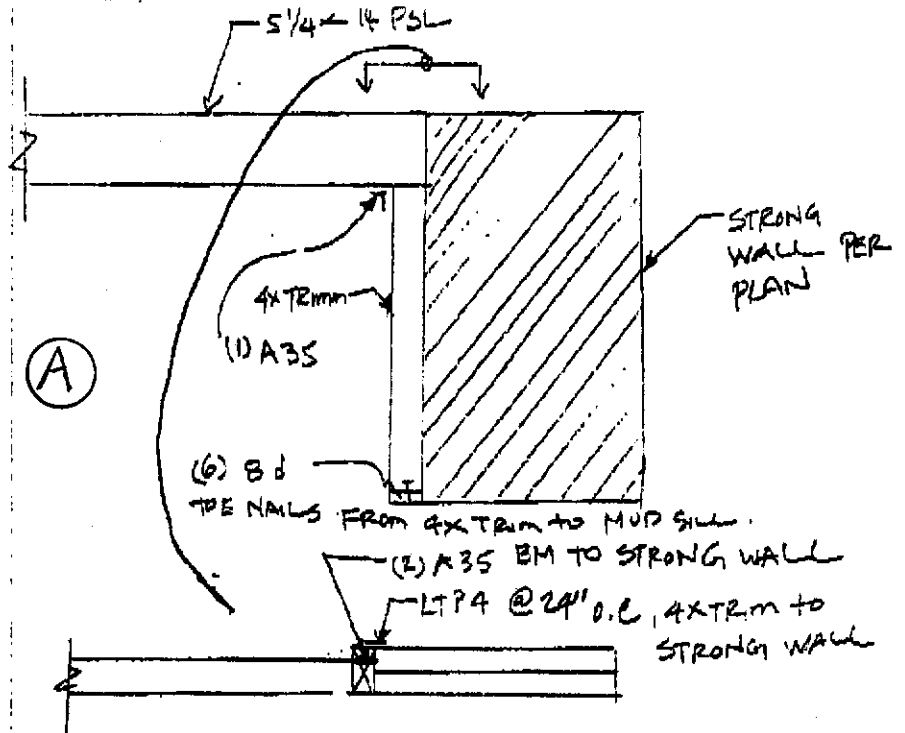 5 1/4 x 14 PSL
STRONG
WALL PER
PLAN
4x TRIMM
(1) A35
A
(6) 8d
TOE NAILS FROM 4x TRIM TO MUD SILL.
(2) A35 BM TO STRONG WALL
LTP4 @ 24" O.C, 4x TRIM TO
STRONG WALL